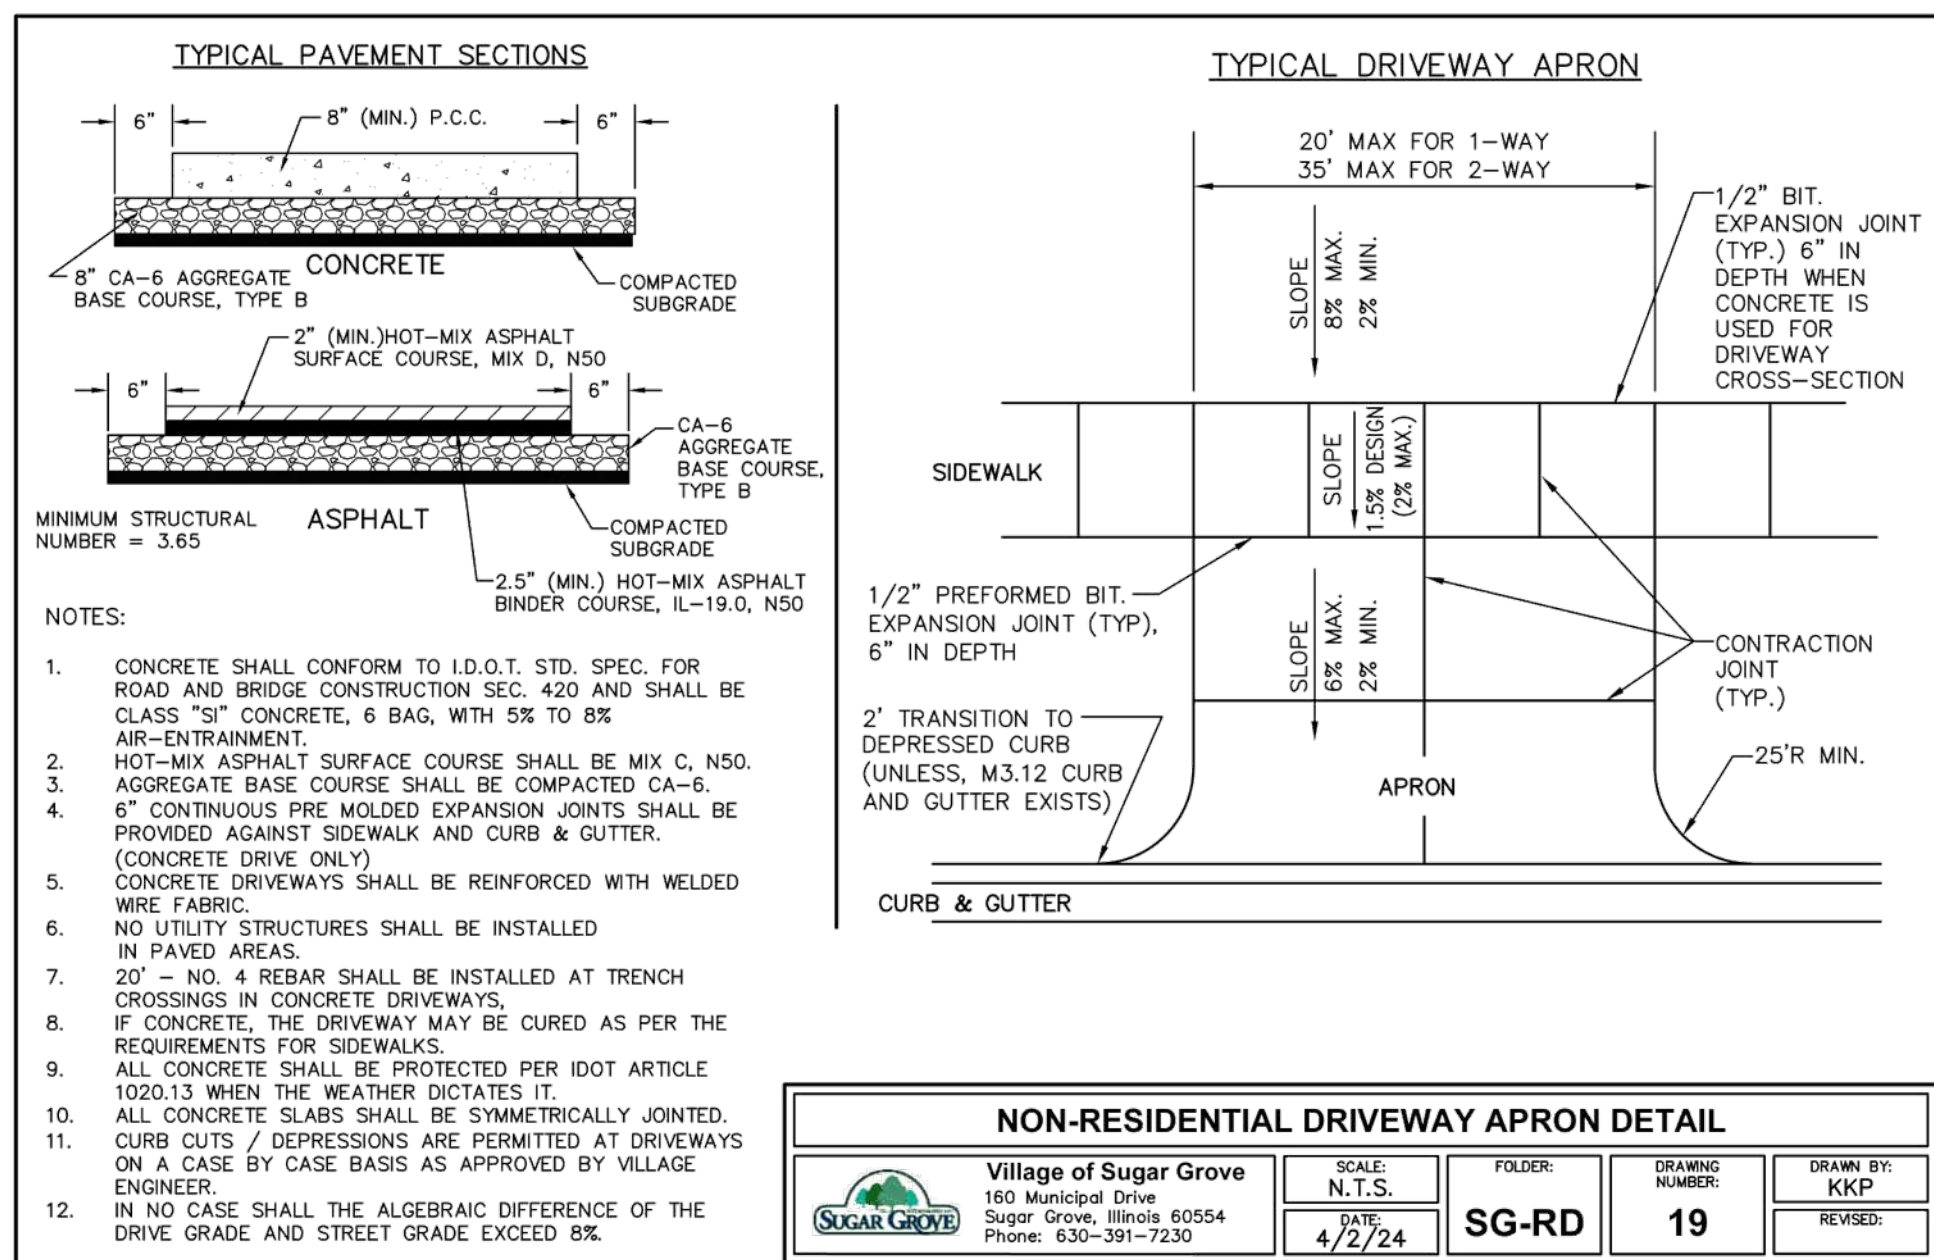 TYPICAL PAVEMENT SECTIONS
6"
8" (MIN.) P.C.C.
6"
8" CA-6 AGGREGATE
BASE COURSE, TYPE B
CONCRETE
COMPACTED
SUBGRADE
2" (MIN.)HOT-MIX ASPHALT
SURFACE COURSE, MIX D, N50
6"
6"
CA-6
AGGREGATE
BASE COURSE,
TYPE B
MINIMUM STRUCTURAL
NUMBER = 3.65
ASPHALT
COMPACTED
SUBGRADE
2.5" (MIN.) HOT-MIX ASPHALT
BINDER COURSE, IL-19.0, N50
NOTES:
1. CONCRETE SHALL CONFORM TO I.D.O.T. STD. SPEC. FOR
ROAD AND BRIDGE CONSTRUCTION SEC. 420 AND SHALL BE
CLASS "SI" CONCRETE, 6 BAG, WITH 5% TO 8%
AIR-ENTRAINMENT.
2. HOT-MIX ASPHALT SURFACE COURSE SHALL BE MIX C, N50.
3. AGGREGATE BASE COURSE SHALL BE COMPACTED CA-6.
4. 6" CONTINUOUS PRE MOLDED EXPANSION JOINTS SHALL BE
PROVIDED AGAINST SIDEWALK AND CURB & GUTTER.
(CONCRETE DRIVE ONLY)
5. CONCRETE DRIVEWAYS SHALL BE REINFORCED WITH WELDED
WIRE FABRIC.
6. NO UTILITY STRUCTURES SHALL BE INSTALLED
IN PAVED AREAS.
7. 20' - NO. 4 REBAR SHALL BE INSTALLED AT TRENCH
CROSSINGS IN CONCRETE DRIVEWAYS,
8. IF CONCRETE, THE DRIVEWAY MAY BE CURED AS PER THE
REQUIREMENTS FOR SIDEWALKS.
9. ALL CONCRETE SHALL BE PROTECTED PER IDOT ARTICLE
1020.13 WHEN THE WEATHER DICTATES IT.
10. ALL CONCRETE SLABS SHALL BE SYMMETRICALLY JOINTED.
11. CURB CUTS / DEPRESSIONS ARE PERMITTED AT DRIVEWAYS
ON A CASE BY CASE BASIS AS APPROVED BY VILLAGE
ENGINEER.
12. IN NO CASE SHALL THE ALGEBRAIC DIFFERENCE OF THE
DRIVE GRADE AND STREET GRADE EXCEED 8%.
TYPICAL DRIVEWAY APRON
20' MAX FOR 1-WAY
35' MAX FOR 2-WAY
1/2" BIT.
EXPANSION JOINT
(TYP.) 6" IN
DEPTH WHEN
CONCRETE IS
USED FOR
DRIVEWAY
CROSS-SECTION
SLOPE
8% MAX.
2% MIN.
SIDEWALK
SLOPE
1.5% DESIGN
(2% MAX.)
1/2" PREFORMED BIT.
EXPANSION JOINT (TYP),
6" IN DEPTH
SLOPE
6% MAX.
2% MIN.
CONTRACTION
JOINT
(TYP.)
2' TRANSITION TO
DEPRESSED CURB
(UNLESS, M3.12 CURB
AND GUTTER EXISTS)
25'R MIN.
APRON
CURB & GUTTER
NON-RESIDENTIAL DRIVEWAY APRON DETAIL
SUGAR GROVE
Village of Sugar Grove
160 Municipal Drive
Sugar Grove, Illinois 60554
Phone: 630-391-7230
SCALE:
N.T.S.
DATE:
4/2/24
FOLDER:
SG-RD
DRAWING
NUMBER:
19
DRAWN BY:
KKP
REVISED: